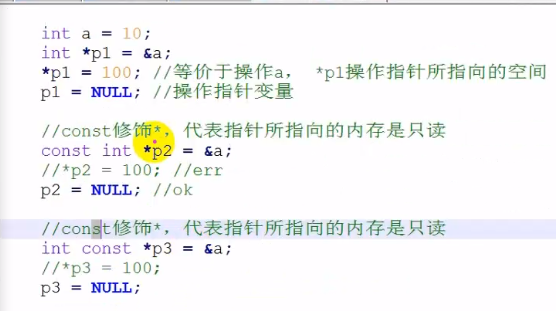 int a = 10;
int *p1 = &a;
*p1 = 100; //等价于操作a, *p1操作指针所指向的空间
p1 = NULL; //操作指针变量
//const修饰*, 代表指针所指向的内存是只读
const int *p2 = &a;
//*p2 = 100; //err
p2 = NULL; //ok
//const修饰*, 代表指针所指向的内存是只读
int const *p3 = &a;
//*p3 = 100;
p3 = NULL;